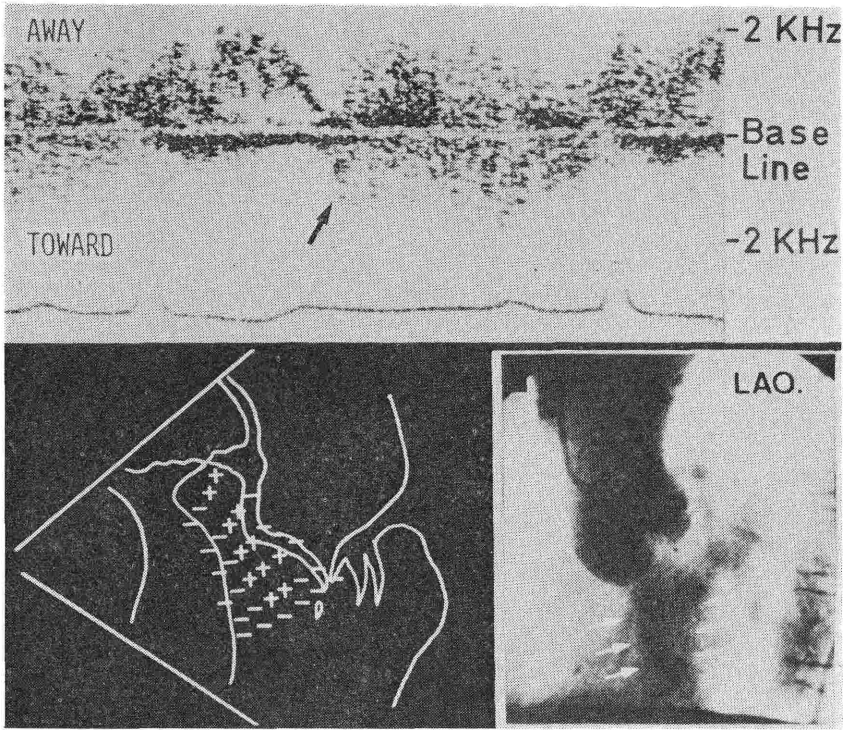 AWAY
-2 KHz
-Base
Line
TOWARD
-2 KHz
LAO.